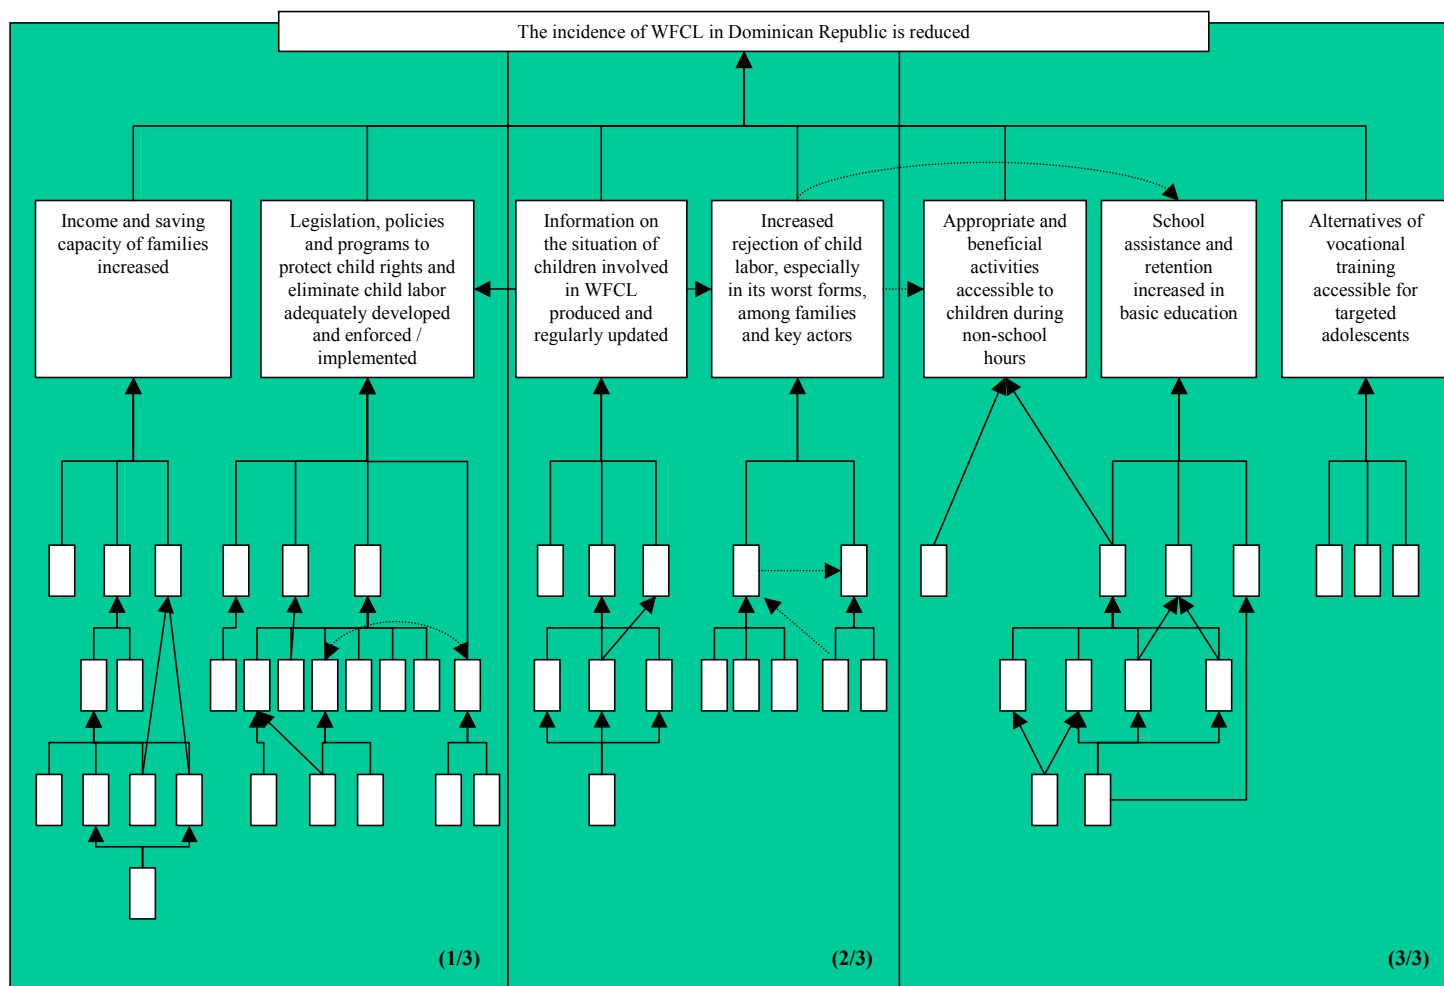 The incidence of WFCL in Dominican Republic is reduced
Income and saving
capacity of families
increased
Legislation, policies
and programs to
protect child rights and
eliminate child labor
adequately developed
and enforced /
implemented
Information on
the situation of
children involved
in WFCL
produced and
regularly updated
Increased
rejection of child
labor, especially
in its worst forms,
among families
and key actors
Appropriate and
beneficial
activities
accessible to
children during
non-school
hours
School
assistance and
retention
increased in
basic education
Alternatives of
vocational
training
accessible for
targeted
adolescents
(1/3)
(2/3)
(3/3)